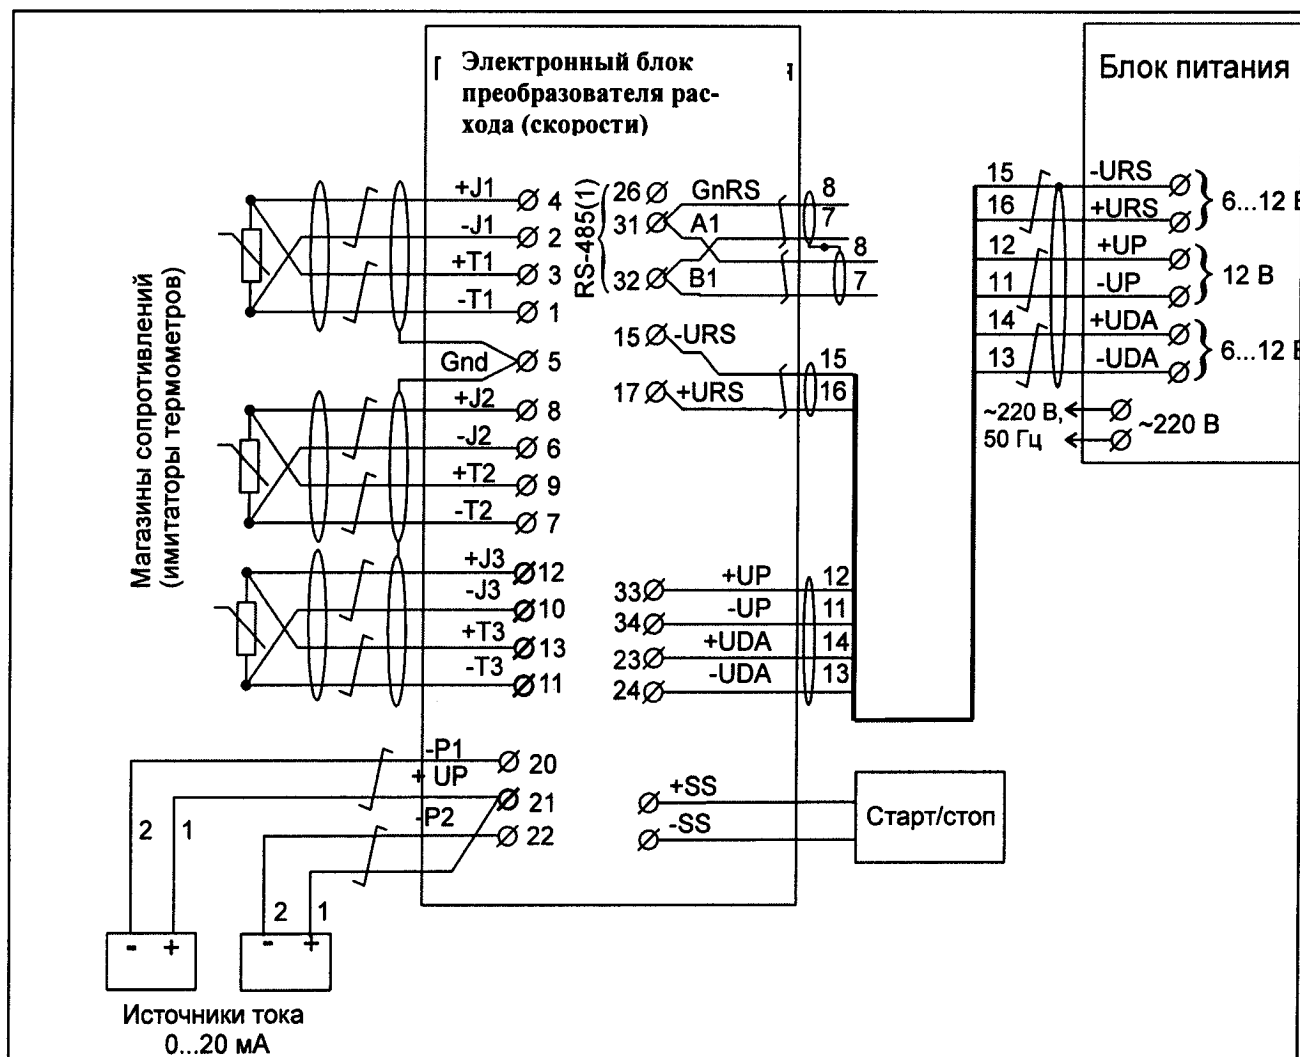 Электронный блок
преобразователя рас-
хода (скорости)
Блок питания
Магазины сопротивлений
(имитаторы термометров)
+J1 4
-J1 2
+T1 3
-T1 1
Gnd 5
+J2 8
-J2 6
+T2 9
-T2 7
+J3 12
-J3 10
+T3 13
-T3 11
-P1 20
+ UP 21
-P2 22
2 1
2 1
- +
- +
Источники тока
0...20 мА
RS-485(1)
26 GnRS 8
31 A1 7
8
32 B1 7
15 -URS 15
17 +URS 16
33 +UP 12
34 -UP 11
23 +UDA 14
24 -UDA 13
+SS
-SS
Старт/стоп
15 -URS
16 +URS
6...12 В
12 +UP
11 -UP
12 В
14 +UDA
13 -UDA
6...12 В
~220 В,
50 Гц
~220 В